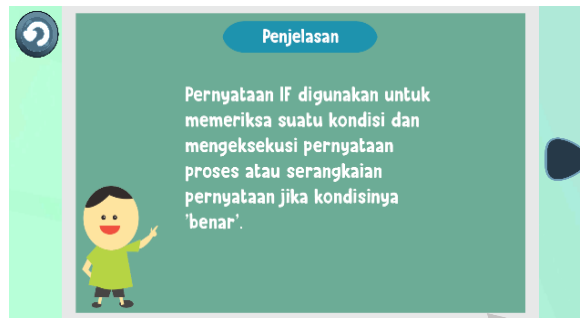 Penjelasan
Pernyataan IF digunakan untuk
memeriksa suatu kondisi dan
mengeksekusi pernyataan
proses atau serangkaian
pernyataan jika kondisinya
'benar'.